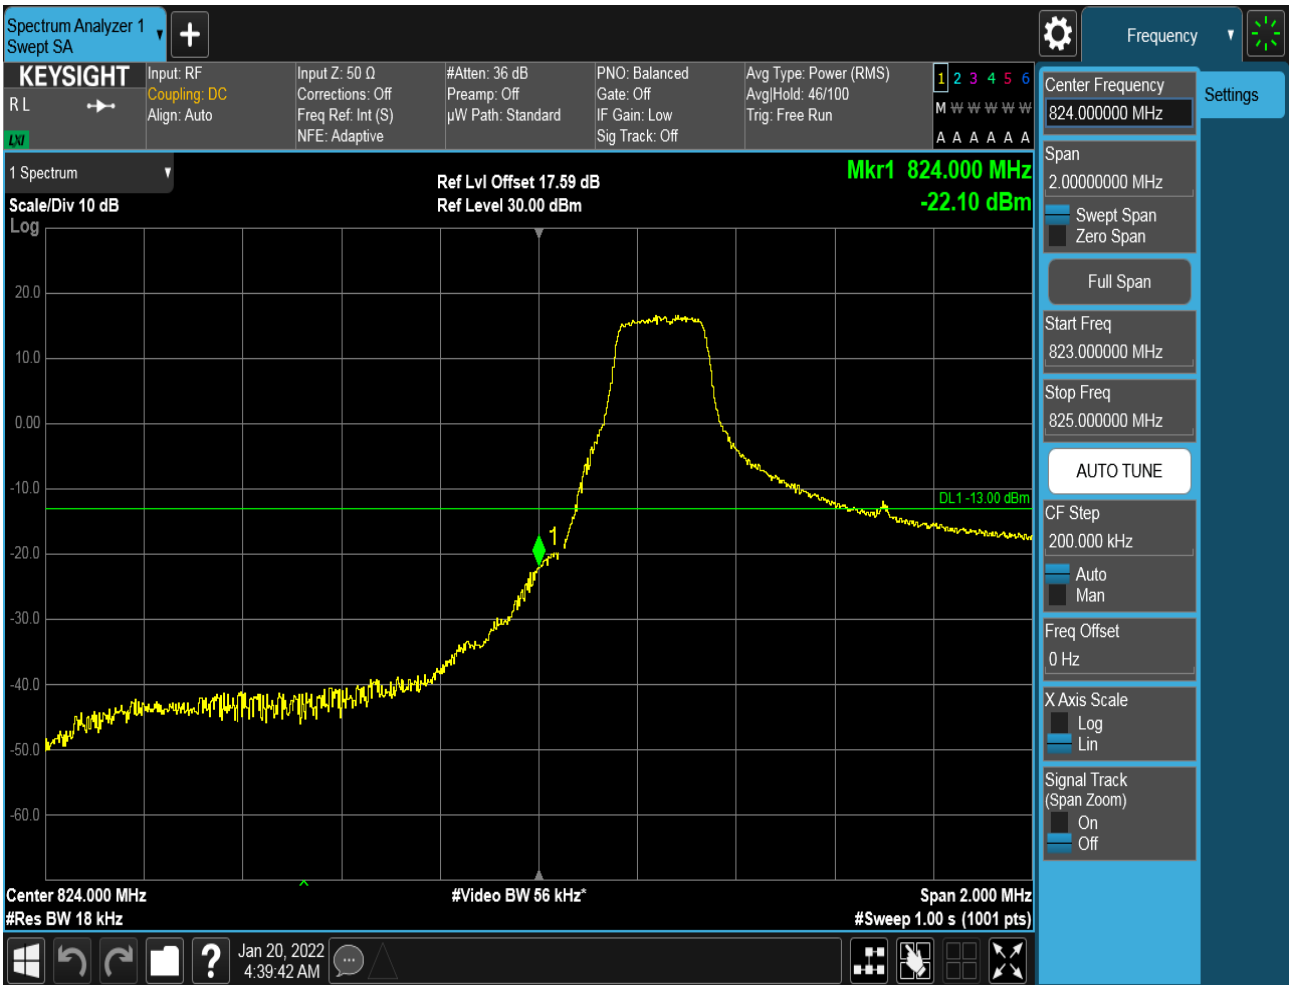 Spectrum Analyzer 1
Swept SA
+
Frequency
KEYSIGHT
R L
LXI
Input: RF
Coupling: DC
Align: Auto
Input Z: 50 Ω
Corrections: Off
Freq Ref: Int (S)
NFE: Adaptive
#Atten: 36 dB
Preamp: Off
µW Path: Standard
PNO: Balanced
Gate: Off
IF Gain: Low
Sig Track: Off
Avg Type: Power (RMS)
Avg|Hold: 46/100
Trig: Free Run
1 2 3 4 5 6
M W W W W W
A A A A A A
1 Spectrum
Scale/Div 10 dB
Log
Ref Lvl Offset 17.59 dB
Ref Level 30.00 dBm
Mkr1 824.000 MHz
-22.10 dBm
20.0
10.0
0.00
-10.0
DL1 -13.00 dBm
1
-20.0
-30.0
-40.0
-50.0
-60.0
Center 824.000 MHz
#Res BW 18 kHz
#Video BW 56 kHz*
Span 2.000 MHz
#Sweep 1.00 s (1001 pts)
?
Jan 20, 2022
4:39:42 AM
Center Frequency
824.000000 MHz
Settings
Span
2.00000000 MHz
Swept Span
Zero Span
Full Span
Start Freq
823.000000 MHz
Stop Freq
825.000000 MHz
AUTO TUNE
CF Step
200.000 kHz
Auto
Man
Freq Offset
0 Hz
X Axis Scale
Log
Lin
Signal Track
(Span Zoom)
On
Off